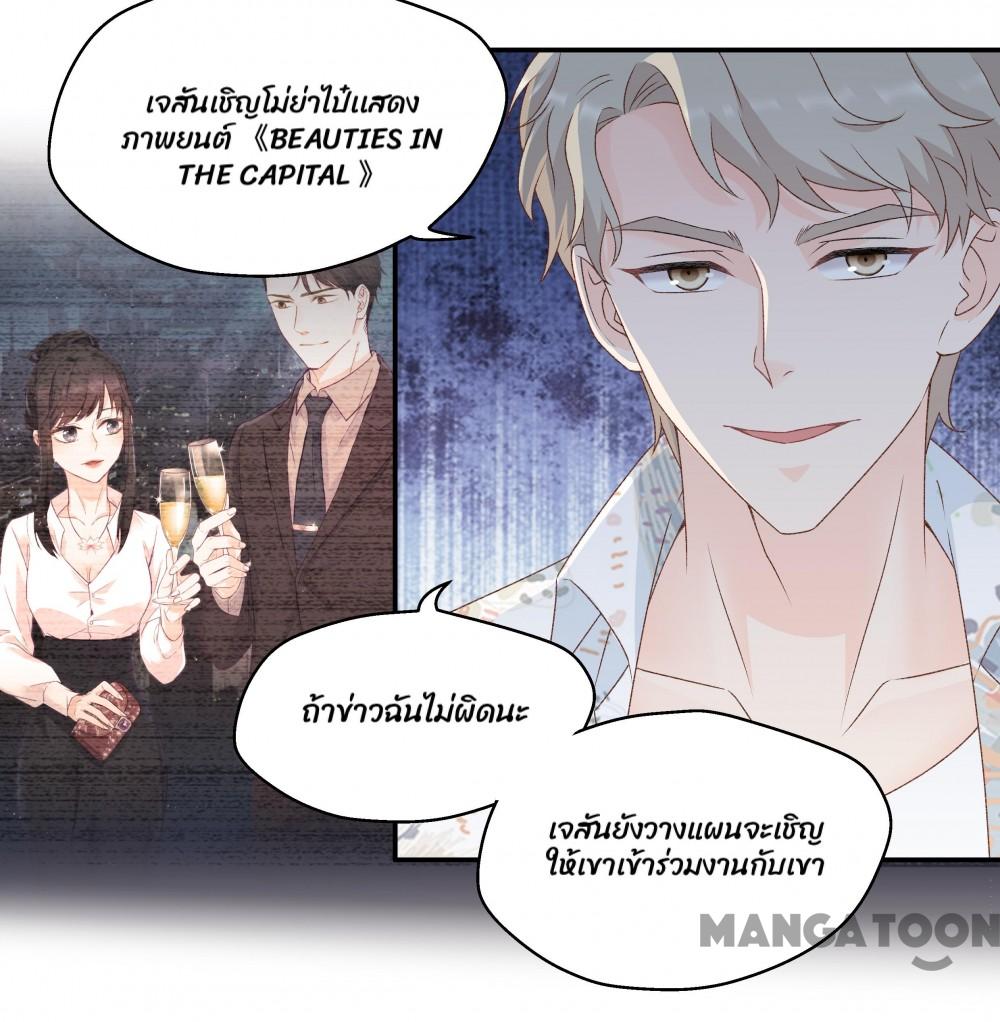 เจสันเชิญโม่ย่าไป๋แสดง
ภาพยนต์ 《BEAUTIES IN
THE CAPITAL 》
ถ้าข่าวฉันไม่ผิดนะ
เจสันยังวางแผนจะเชิญ
ให้เขาเข้าร่วมงานกับเขา
MANGATOON